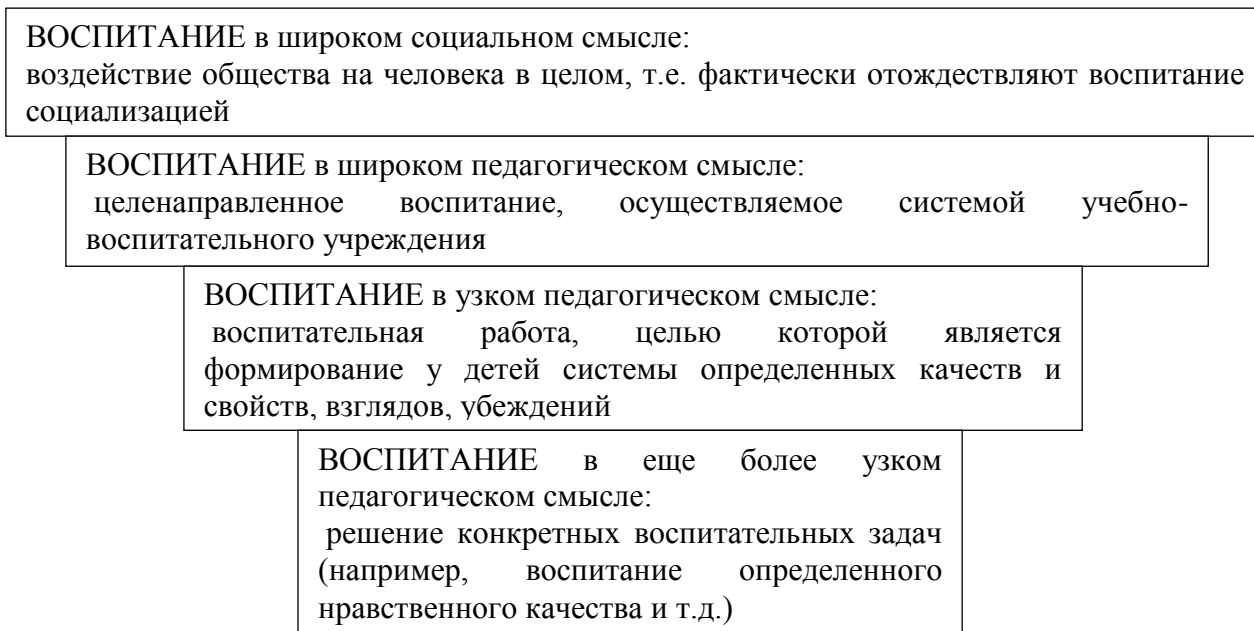 ВОСПИТАНИЕ в широком социальном смысле:
воздействие общества на человека в целом, т.е. фактически отождествляют воспитание
социализацией
ВОСПИТАНИЕ в широком педагогическом смысле:
целенаправленное воспитание, осуществляемое системой учебно-
воспитательного учреждения
ВОСПИТАНИЕ в узком педагогическом смысле:
воспитательная работа, целью которой является
формирование у детей системы определенных качеств и
свойств, взглядов, убеждений
ВОСПИТАНИЕ в еще более узком
педагогическом смысле:
решение конкретных воспитательных задач
(например, воспитание определенного
нравственного качества и т.д.)